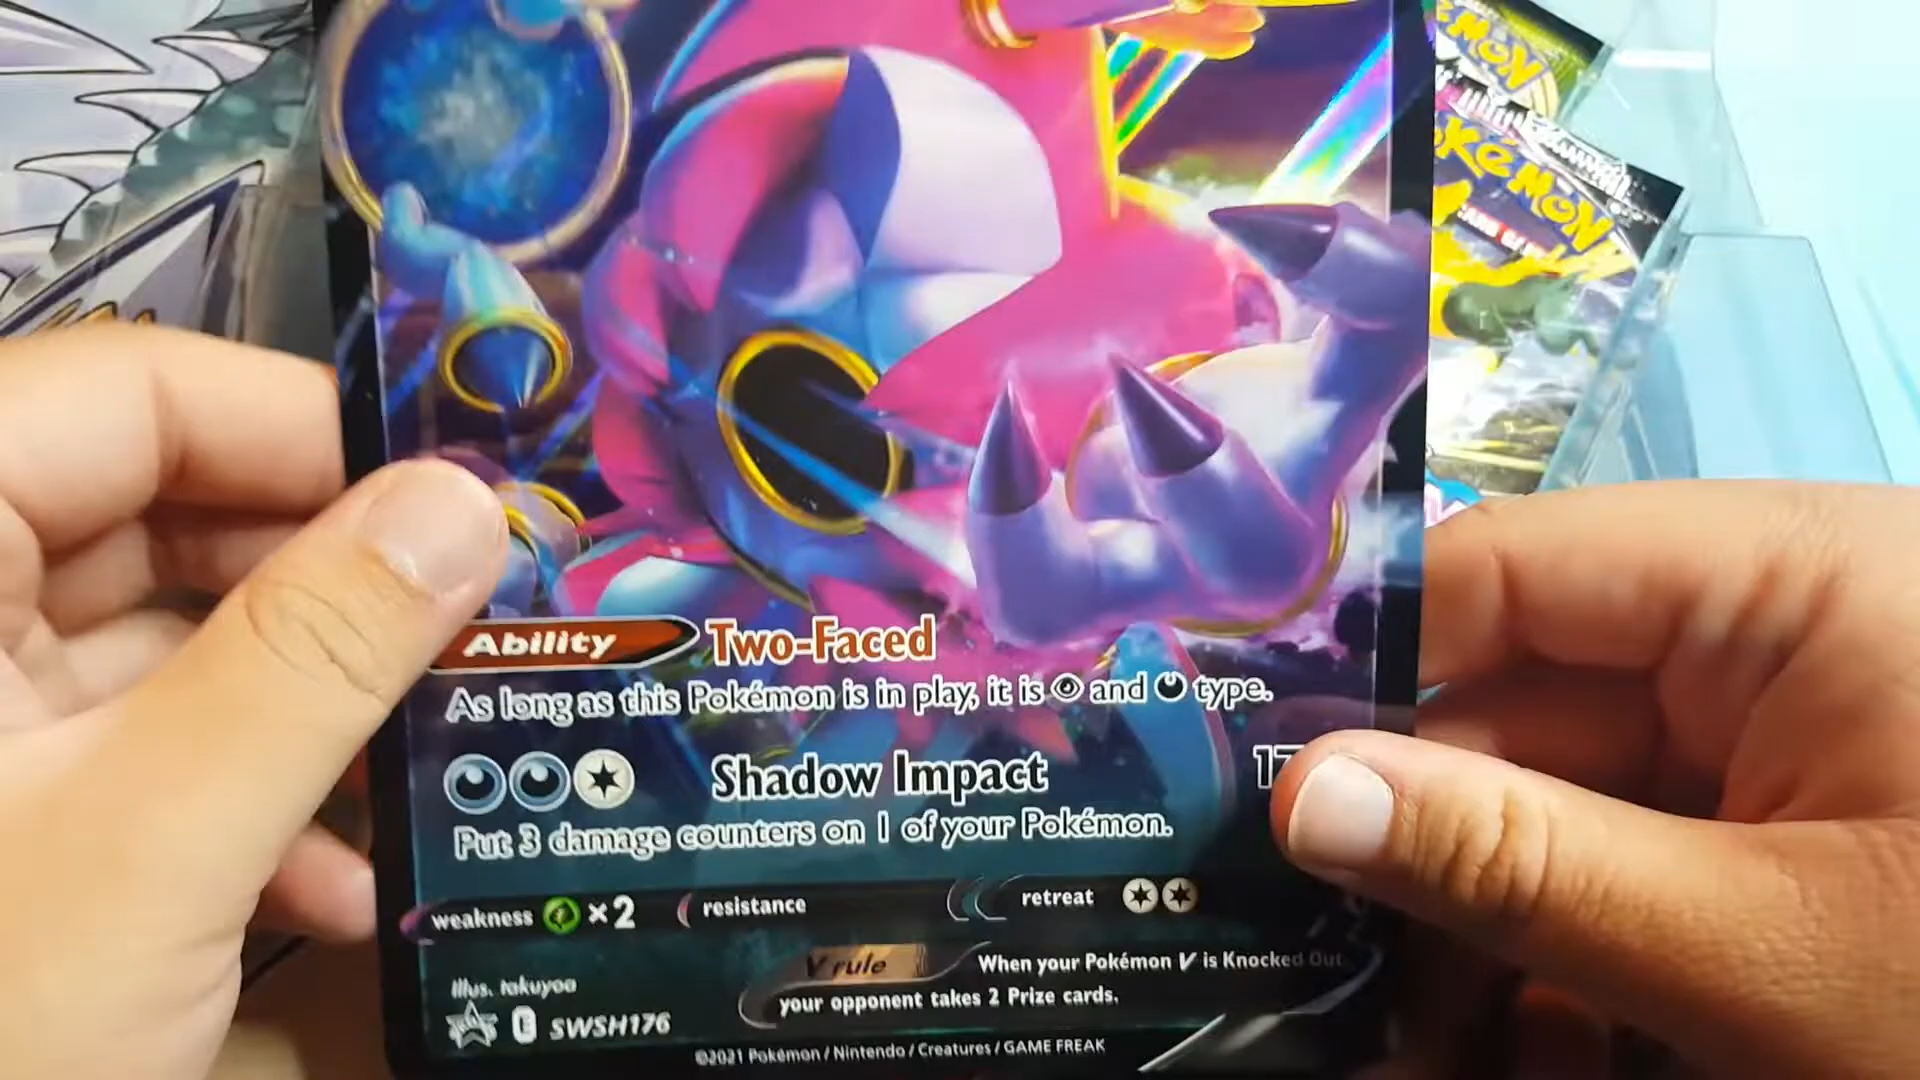 POKÉMON
Ability Two-Faced
As long as this Pokémon is in play, it is and type.
Shadow Impact
Put 3 damage counters on 1 of your Pokémon.
weakness ×2 resistance retreat
V rule When your Pokémon V is Knocked Out,
your opponent takes 2 Prize cards.
Illus. takuyoa
E SWSH176
©2021 Pokémon / Nintendo / Creatures / GAME FREAK